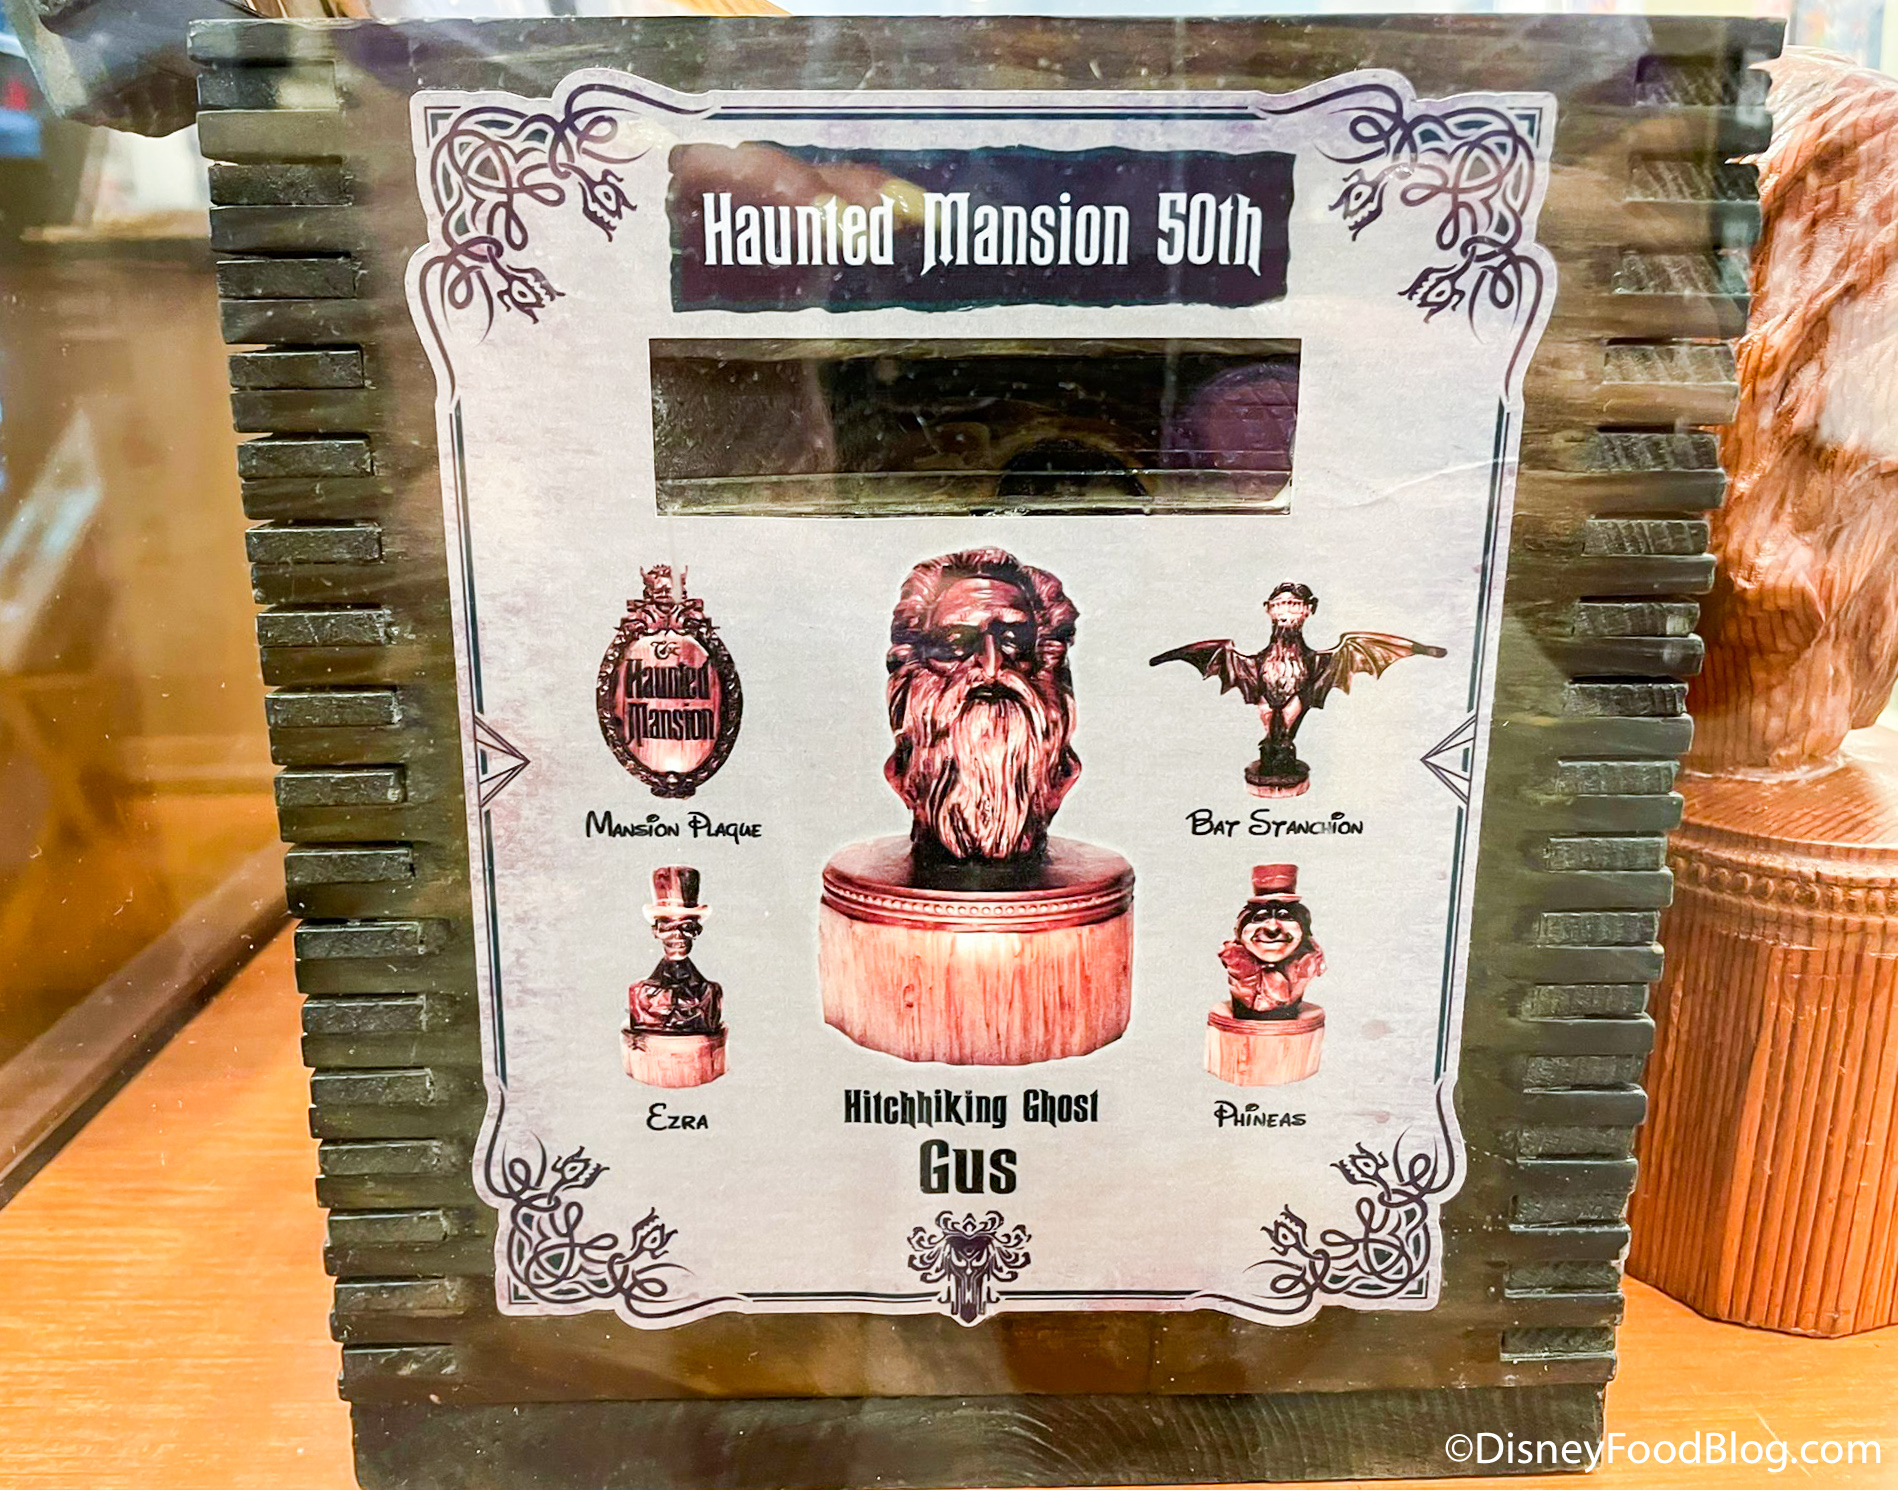 Haunted Mansion 50th
The
Haunted
Mansion
Mansion Plaque
Bat Stanchion
Ezra
Hitchhiking Ghost
Gus
Phineas
©DisneyFoodBlog.com